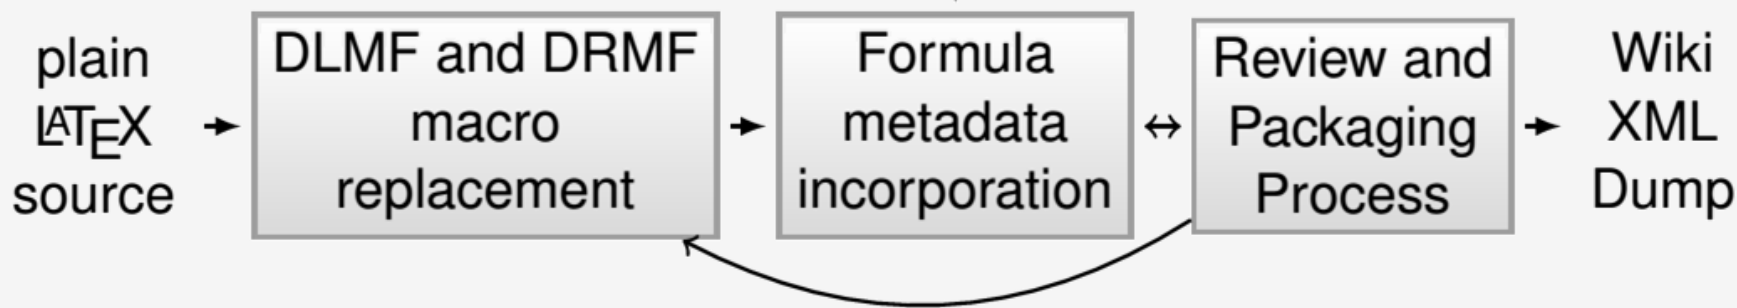 plain
LATEX
source
DLMF and DRMF
macro
replacement
Formula
metadata
incorporation
Review and
Packaging
Process
Wiki
XML
Dump